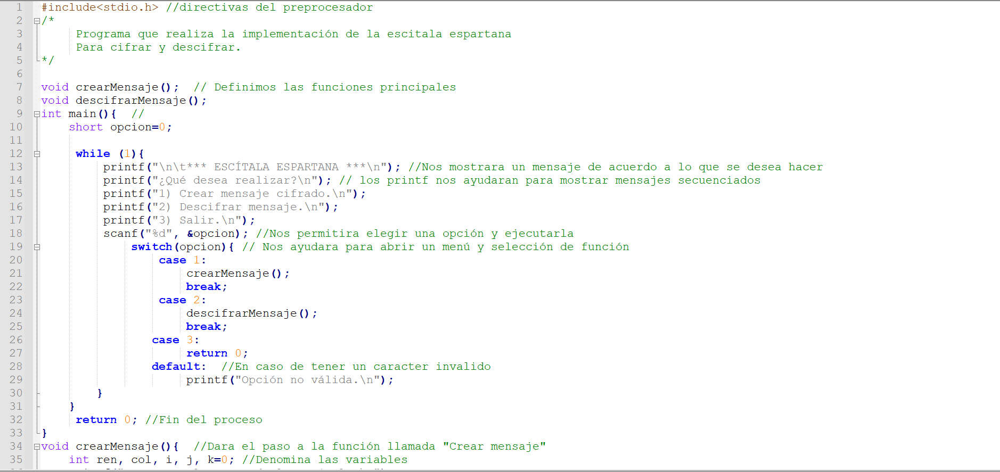 1 #include<stdio.h> //directivas del preprocesador
2 /*
3 Programa que realiza la implementación de la escitala espartana
4 Para cifrar y descifrar.
5 */
6
7 void crearMensaje(); // Definimos las funciones principales
8 void descifrarMensaje();
9 int main(){ //
10 short opcion=0;
11
12 while (1){
13 printf("\n\t*** ESCÍTALA ESPARTANA ***\n"); //Nos mostrara un mensaje de acuerdo a lo que se desea hacer
14 printf("¿Qué desea realizar?\n"); // los printf nos ayudaran para mostrar mensajes secuenciados
15 printf("1) Crear mensaje cifrado.\n");
16 printf("2) Descifrar mensaje.\n");
17 printf("3) Salir.\n");
18 scanf("%d", &opcion); //Nos permitira elegir una opción y ejecutarla
19 switch(opcion){ // Nos ayudara para abrir un menú y selección de función
20 case 1:
21 crearMensaje();
22 break;
23 case 2:
24 descifrarMensaje();
25 break;
26 case 3:
27 return 0;
28 default: //En caso de tener un caracter invalido
29 printf("Opción no válida.\n");
30 }
31 }
32 return 0; //Fin del proceso
33 }
34 void crearMensaje(){ //Dara el paso a la función llamada "Crear mensaje"
35 int ren, col, i, j, k=0; //Denomina las variables